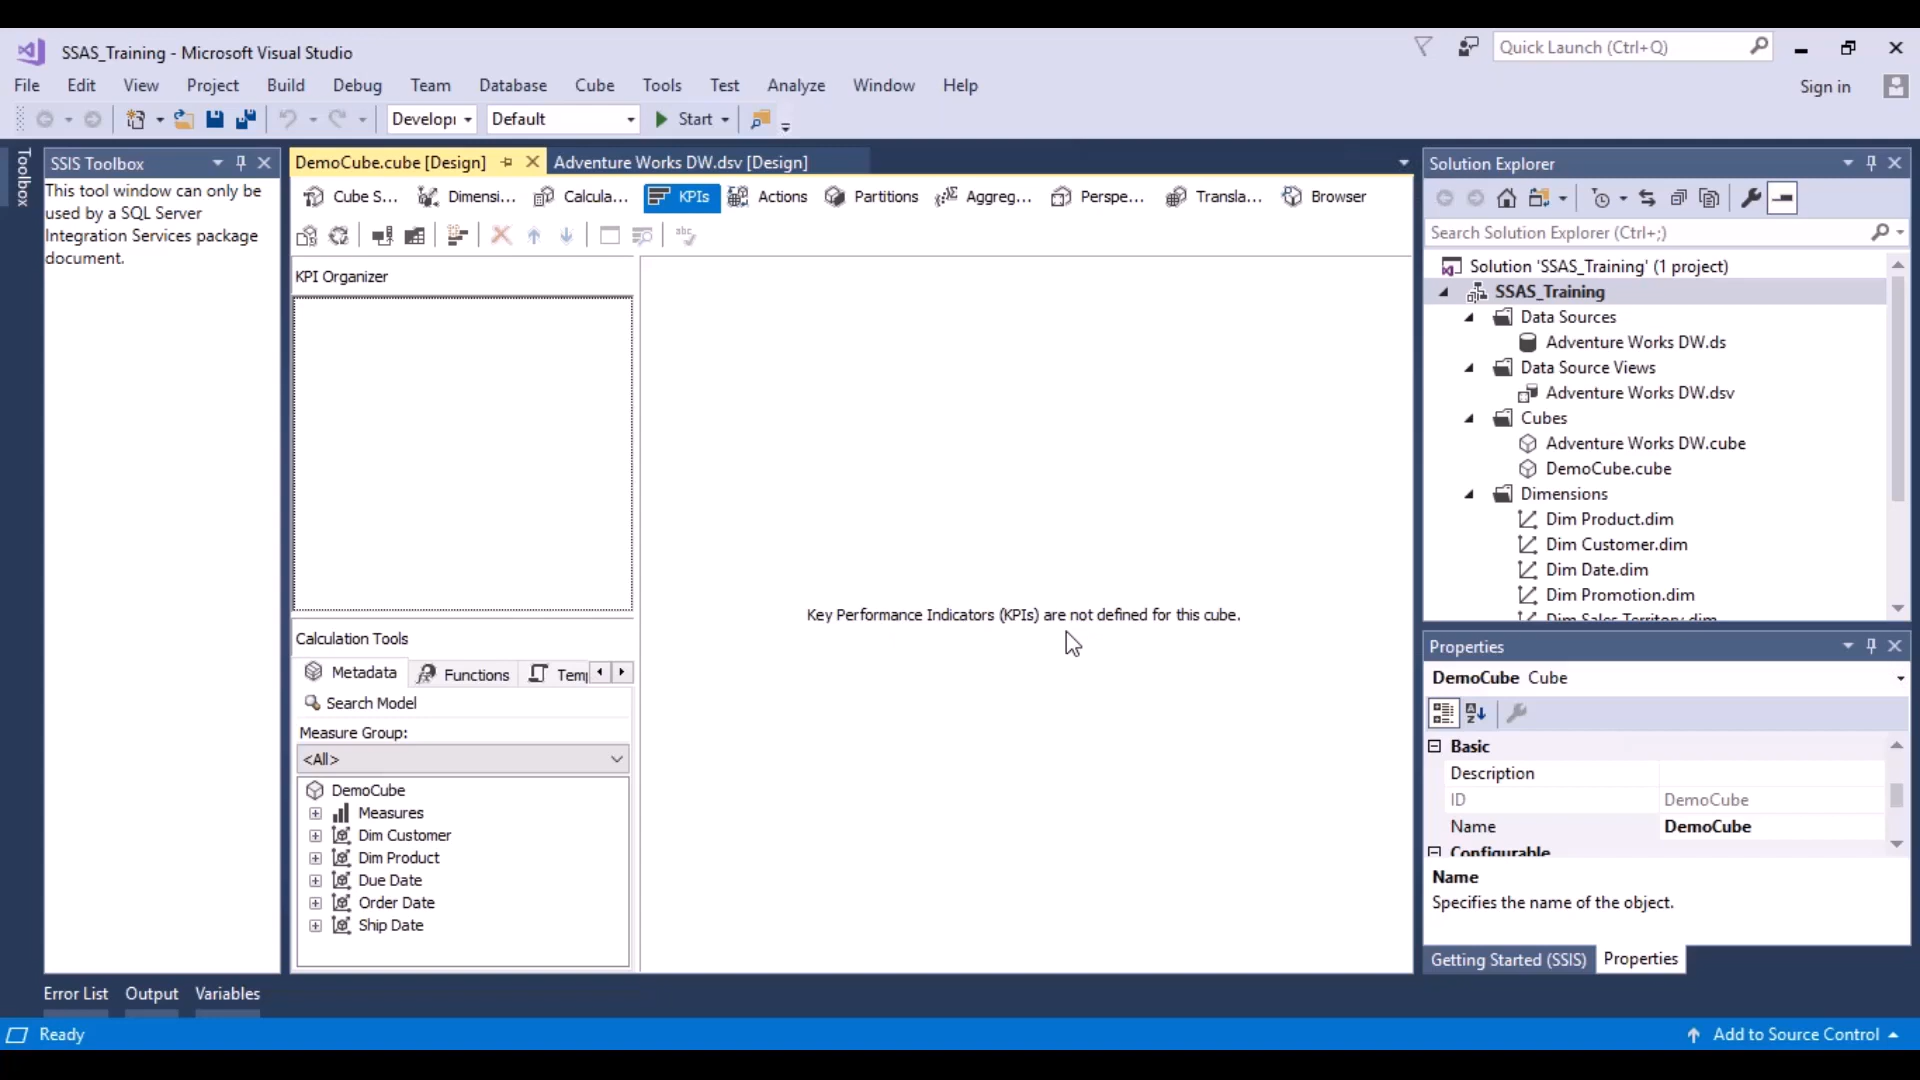 SSAS_Training - Microsoft Visual Studio
Quick Launch (Ctrl+Q)
File Edit View Project Build Debug Team Database Cube Tools Test Analyze Window Help
Sign in
Developı Default Start
Toolbox
SSIS Toolbox
This tool window can only be
used by a SQL Server
Integration Services package
document.
DemoCube.cube [Design] Adventure Works DW.dsv [Design]
Cube S... Dimensi... Calcula... KPIs Actions Partitions Aggreg... Perspe... Transla... Browser
KPI Organizer
Key Performance Indicators (KPIs) are not defined for this cube.
Calculation Tools
Metadata Functions Temp
Search Model
Measure Group:
<All>
DemoCube
Measures
Dim Customer
Dim Product
Due Date
Order Date
Ship Date
Solution Explorer
Search Solution Explorer (Ctrl+;)
Solution 'SSAS_Training' (1 project)
SSAS_Training
Data Sources
Adventure Works DW.ds
Data Source Views
Adventure Works DW.dsv
Cubes
Adventure Works DW.cube
DemoCube.cube
Dimensions
Dim Product.dim
Dim Customer.dim
Dim Date.dim
Dim Promotion.dim
Dim Sales Territory.dim
Properties
DemoCube Cube
Basic
Description
ID DemoCube
Name DemoCube
Configurable
Name
Specifies the name of the object.
Getting Started (SSIS) Properties
Error List Output Variables
Ready
Add to Source Control